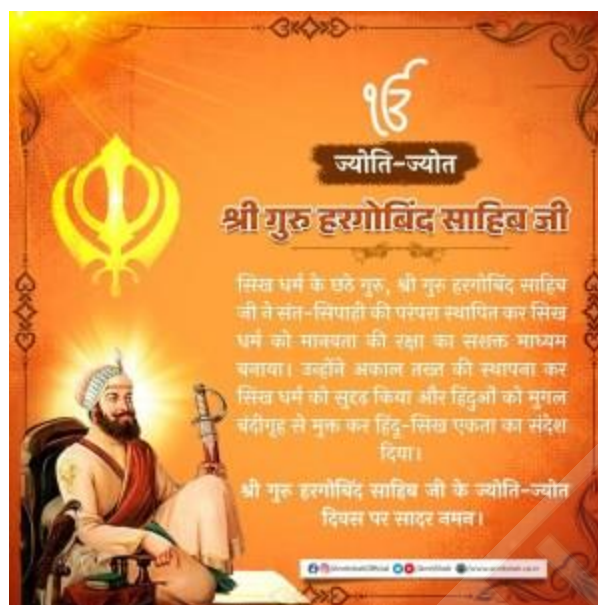 ੴ
ज्योति-ज्योत
श्री गुरु हरगोबिंद साहिब जी
सिख धर्म के छठे गुरु, श्री गुरु हरगोबिंद साहिब
जी ने संत-सिपाही की परंपरा स्थापित कर सिख
धर्म को मानवता की रक्षा का सशक्त माध्यम
बनाया। उन्होंने अकाल तख्त की स्थापना कर
सिख धर्म को सुदृढ़ किया और हिंदुओं को मुगल
बंदीगृह से मुक्त कर हिंदू-सिख एकता का संदेश
दिया।
श्री गुरु हरगोबिंद साहिब जी के ज्योति-ज्योत
दिवस पर सादर नमन।